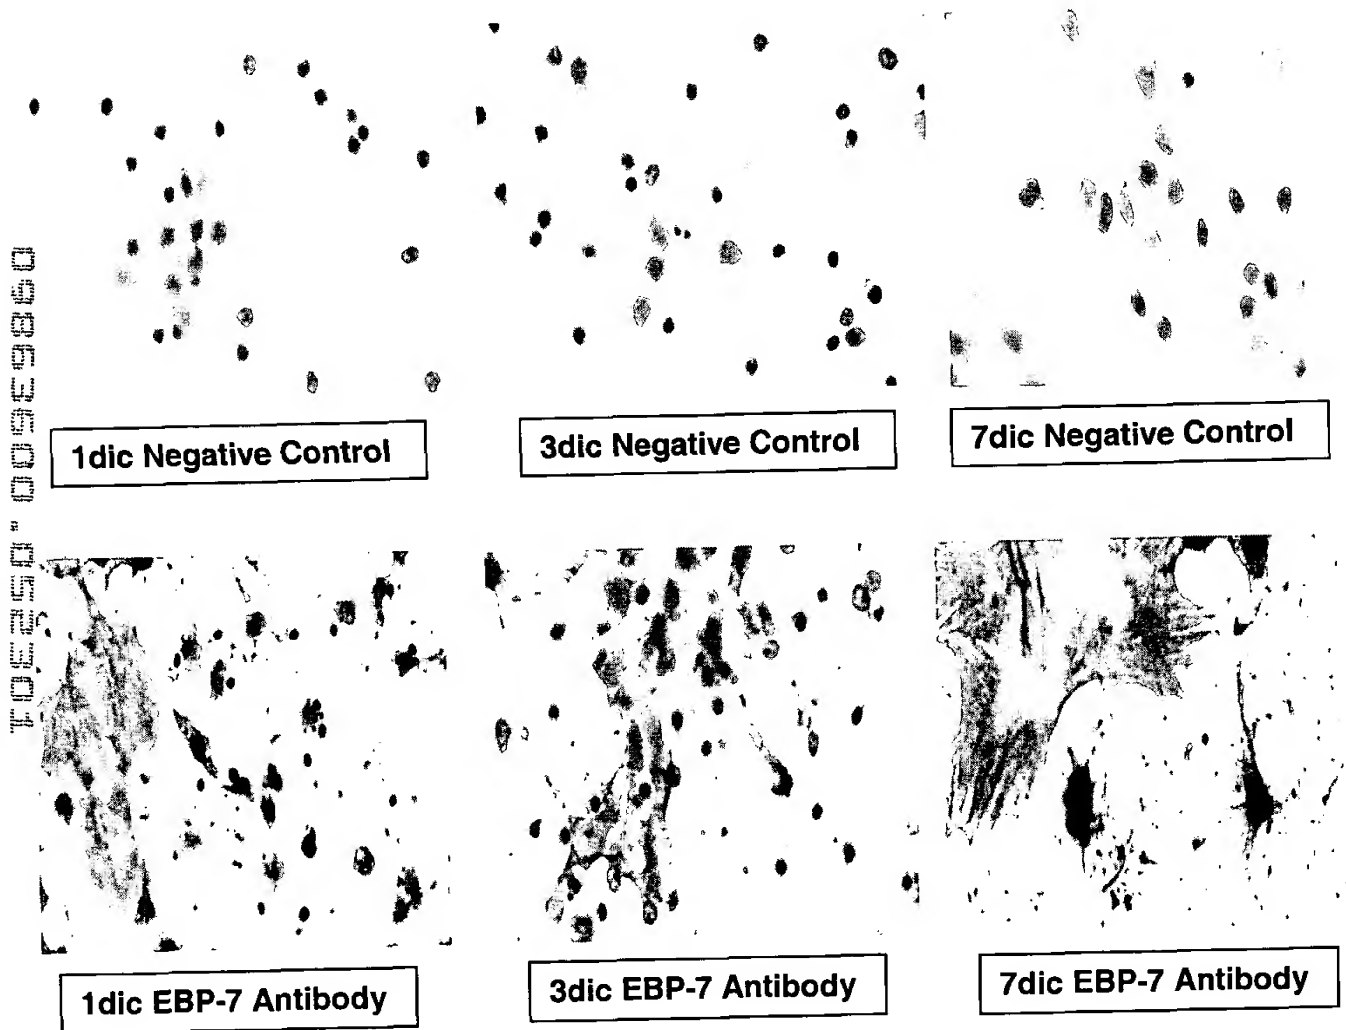 1dic Negative Control
3dic Negative Control
7dic Negative Control
1dic EBP-7 Antibody
3dic EBP-7 Antibody
7dic EBP-7 Antibody